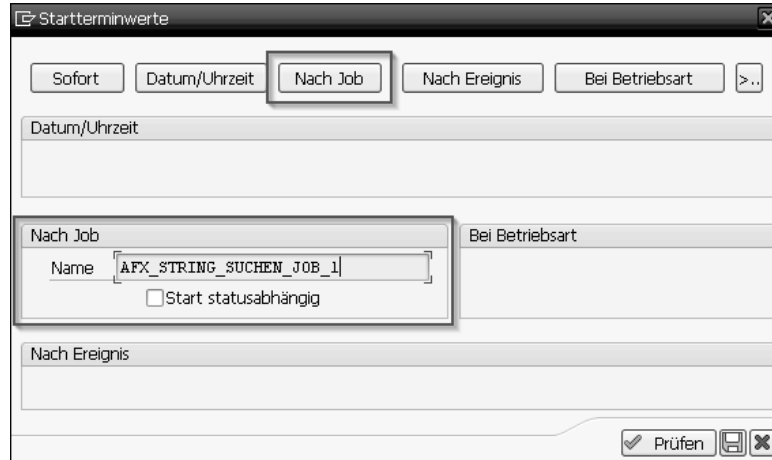 Startterminwerte
Sofort Datum/Uhrzeit Nach Job Nach Ereignis Bei Betriebsart >..
Datum/Uhrzeit
Nach Job Bei Betriebsart
Name AFX_STRING_SUCHEN_JOB_1
Start statusabhängig
Nach Ereignis
Prüfen